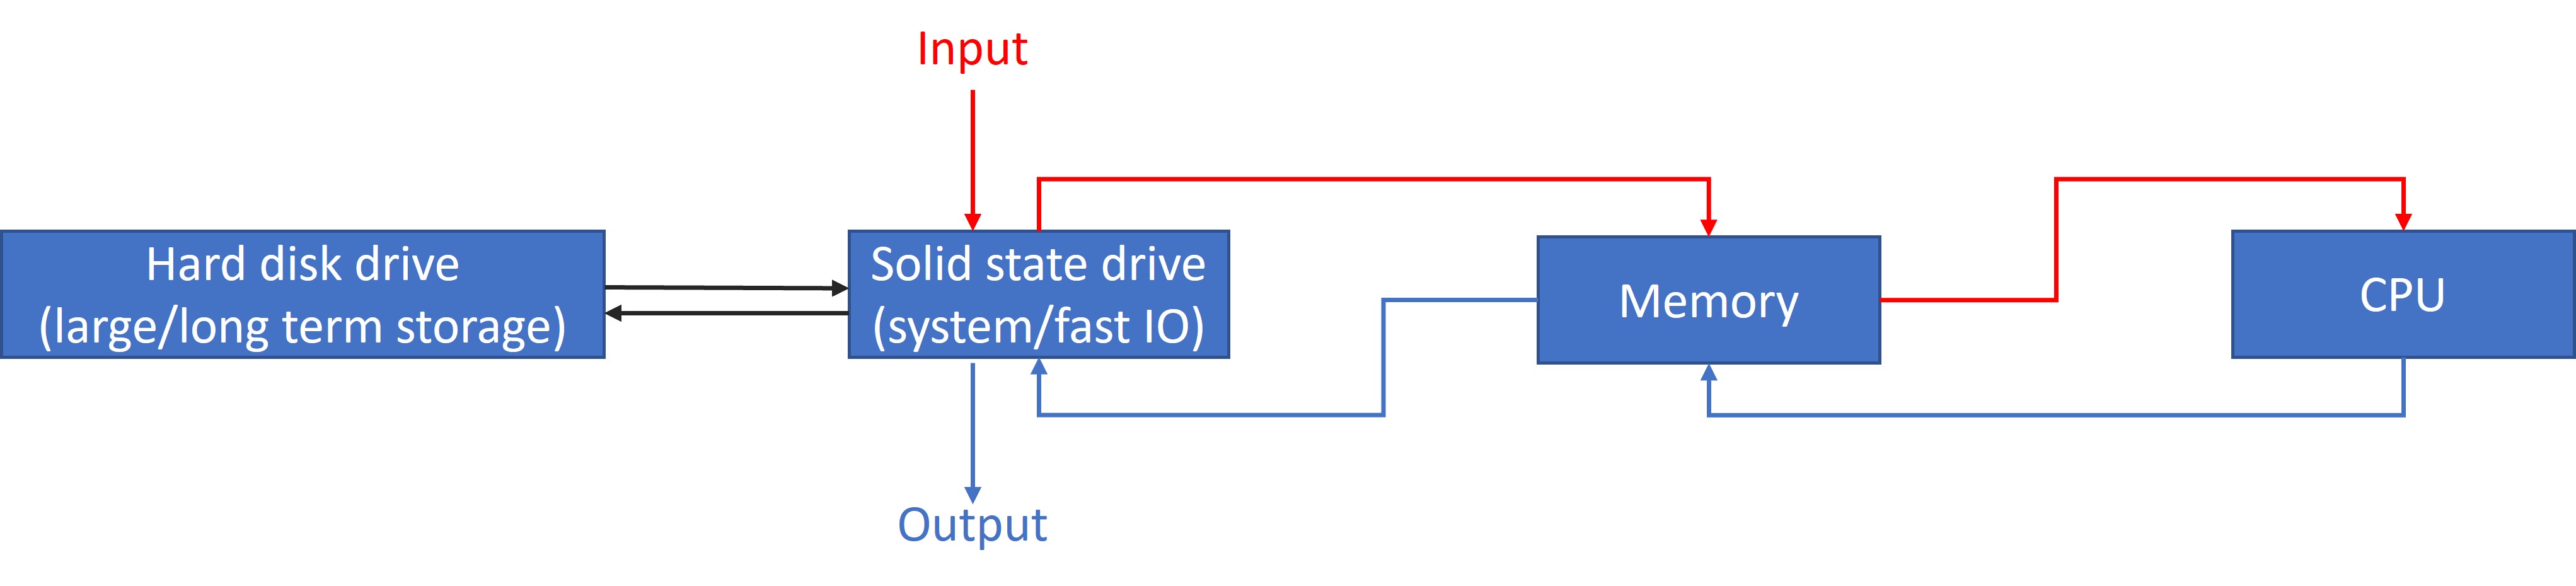 Input
Hard disk drive
(large/long term storage)
Solid state drive
(system/fast IO)
Memory
CPU
Output